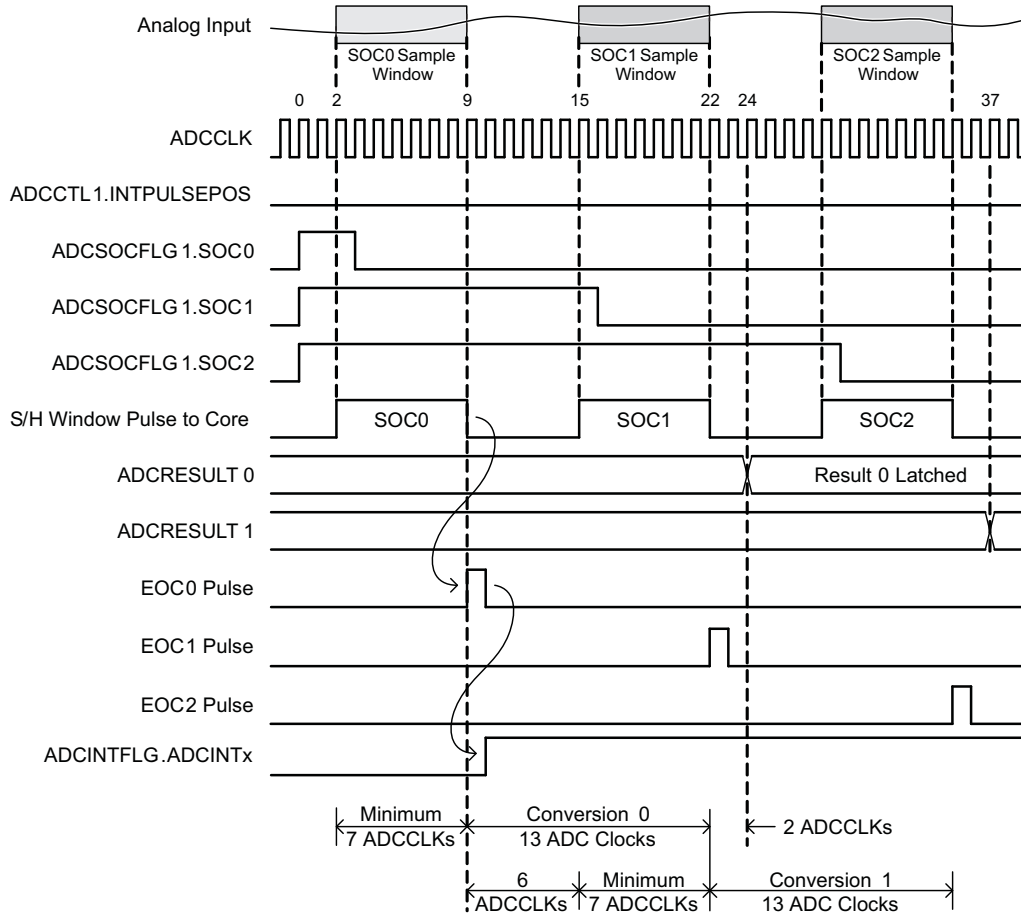 Analog Input
SOC0 Sample
Window
SOC1 Sample
Window
SOC2 Sample
Window
0 2 9 15 22 24 37
ADCCLK
ADCCTL1.INTPULSEPOS
ADCSOCFLG 1.SOC0
ADCSOCFLG 1.SOC1
ADCSOCFLG 1.SOC2
S/H Window Pulse to Core
SOC0 SOC1 SOC2
ADCRESULT 0
Result 0 Latched
ADCRESULT 1
EOC0 Pulse
EOC1 Pulse
EOC2 Pulse
ADCINTFLG.ADCINTx
Minimum
7 ADCCLKs
Conversion 0
13 ADC Clocks
2 ADCCLKs
6
ADCCLKs
Minimum
7 ADCCLKs
Conversion 1
13 ADC Clocks